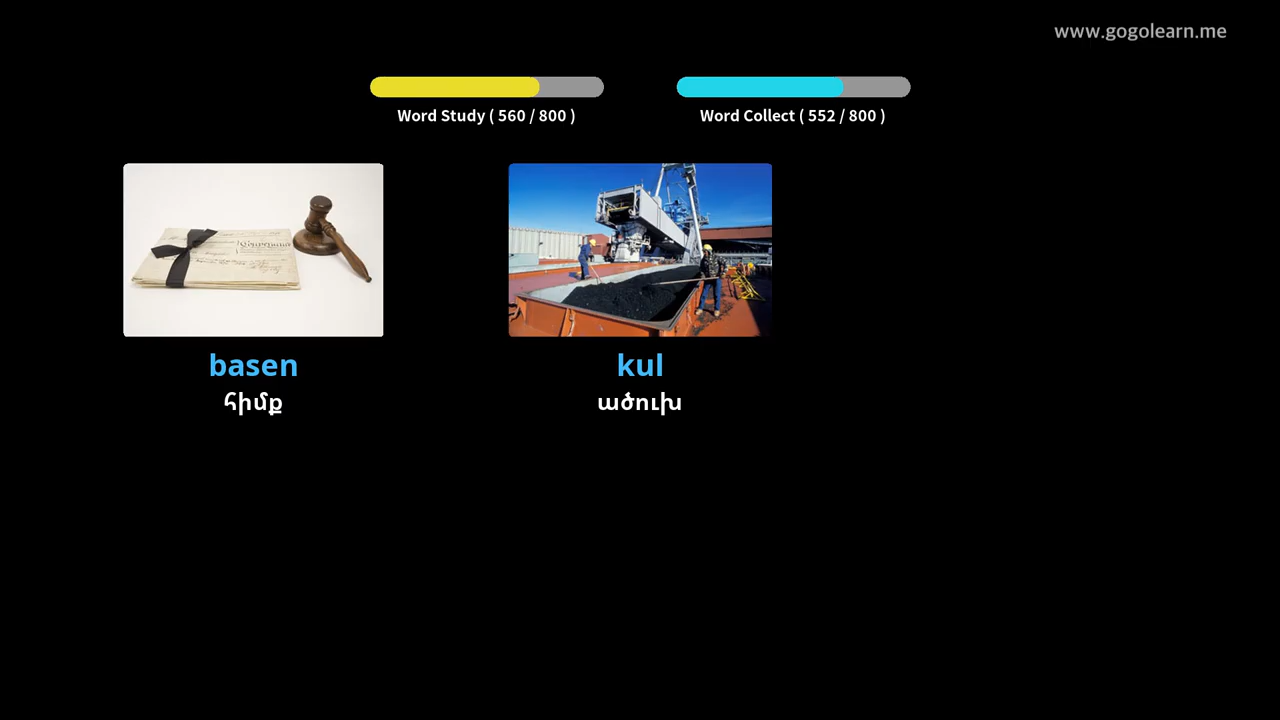 www.gogolearn.me
Word Study ( 560 / 800 )
Word Collect ( 552 / 800 )
basen
հիմք
kul
ածուխ